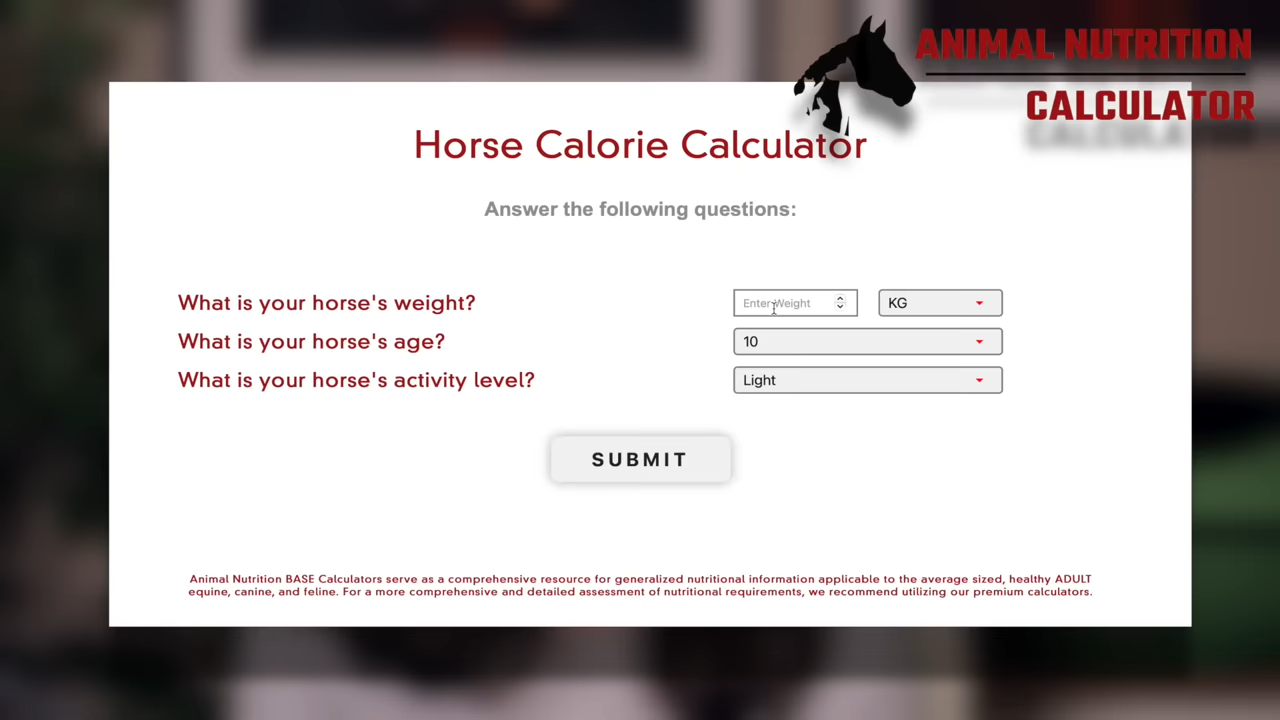 ANIMAL NUTRITION
CALCULATOR
Horse Calorie Calculator
Answer the following questions:
What is your horse's weight?
Enter Weight
KG
What is your horse's age?
10
What is your horse's activity level?
Light
SUBMIT
Animal Nutrition BASE Calculators serve as a comprehensive resource for generalized nutritional information applicable to the average sized, healthy ADULT
equine, canine, and feline. For a more comprehensive and detailed assessment of nutritional requirements, we recommend utilizing our premium calculators.